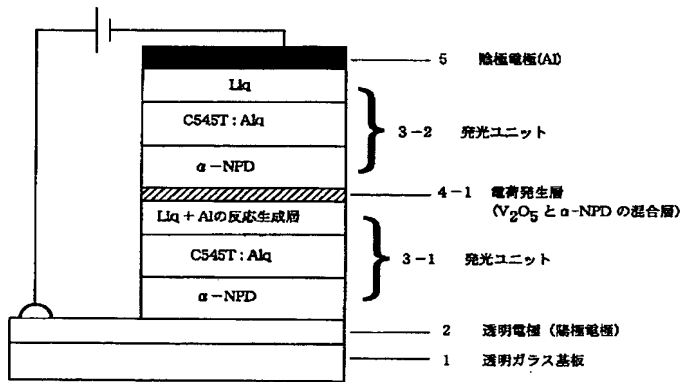 5 陰極電極(Al)
Liq
C545T : Alq
3-2 発光ユニット
α-NPD
4-1 電荷発生層
(V2O5 と α-NPD の混合層)
Liq + Alの反応生成層
C545T : Alq
3-1 発光ユニット
α-NPD
2 透明電極 (陽極電極)
1 透明ガラス基板